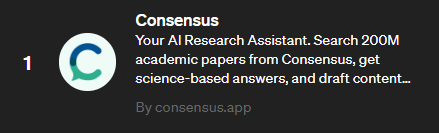 1
Consensus
Your AI Research Assistant. Search 200M
academic papers from Consensus, get
science-based answers, and draft content...
By consensus.app